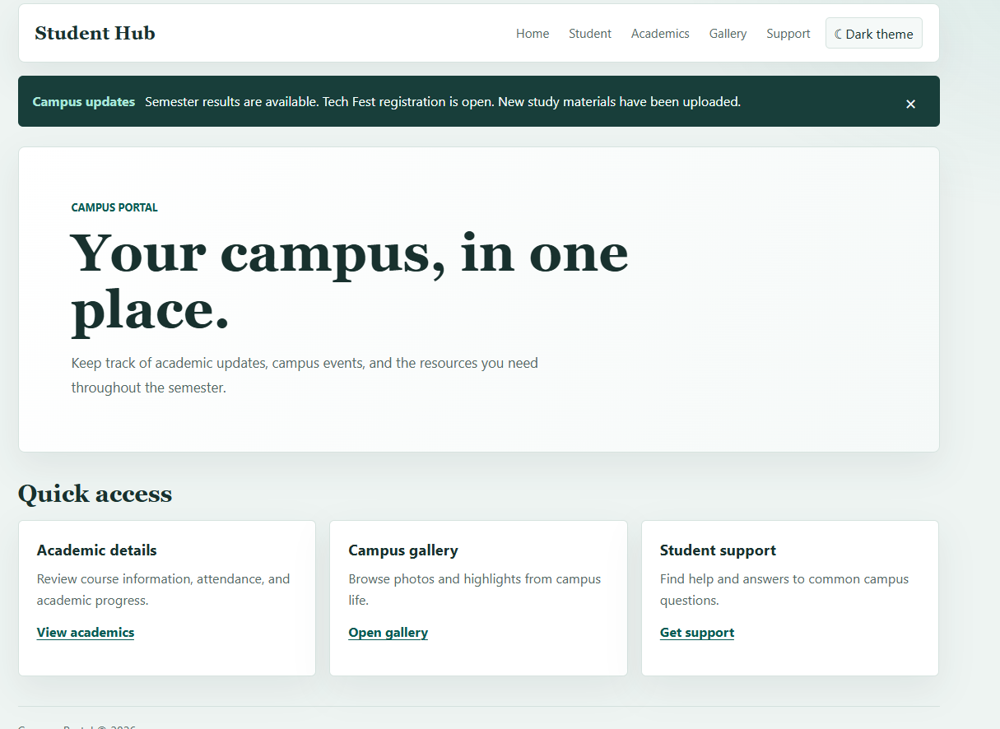 Student Hub
Home Student Academics Gallery Support ☾ Dark theme
Campus updates Semester results are available. Tech Fest registration is open. New study materials have been uploaded. ×
CAMPUS PORTAL
Your campus, in one
place.
Keep track of academic updates, campus events, and the resources you need
throughout the semester.
Quick access
Academic details
Review course information, attendance, and
academic progress.
View academics
Campus gallery
Browse photos and highlights from campus
life.
Open gallery
Student support
Find help and answers to common campus
questions.
Get support
Campus Portal © 2026